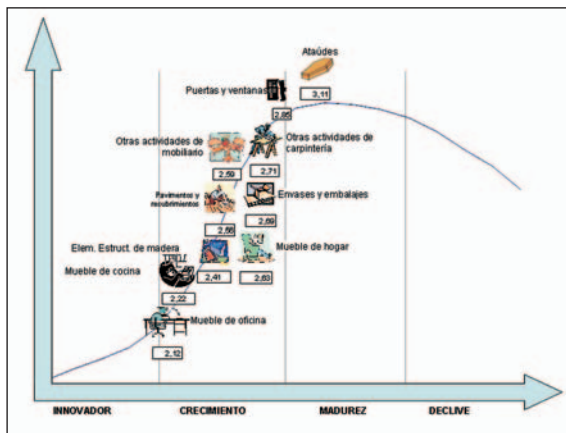 Ataúdes
3,11
Puertas y ventanas
2,85
Otras actividades de
mobiliario
2,59
Otras actividades de
carpintería
2,71
Pavimentos y
recubrimientos
2,56
Envases y embalajes
2,69
Elem. Estruct. de madera
2,41
Mueble de hogar
2,63
Mueble de cocina
2,22
Mueble de oficina
2,12
INNOVADOR CRECIMIENTO MADUREZ DECLIVE